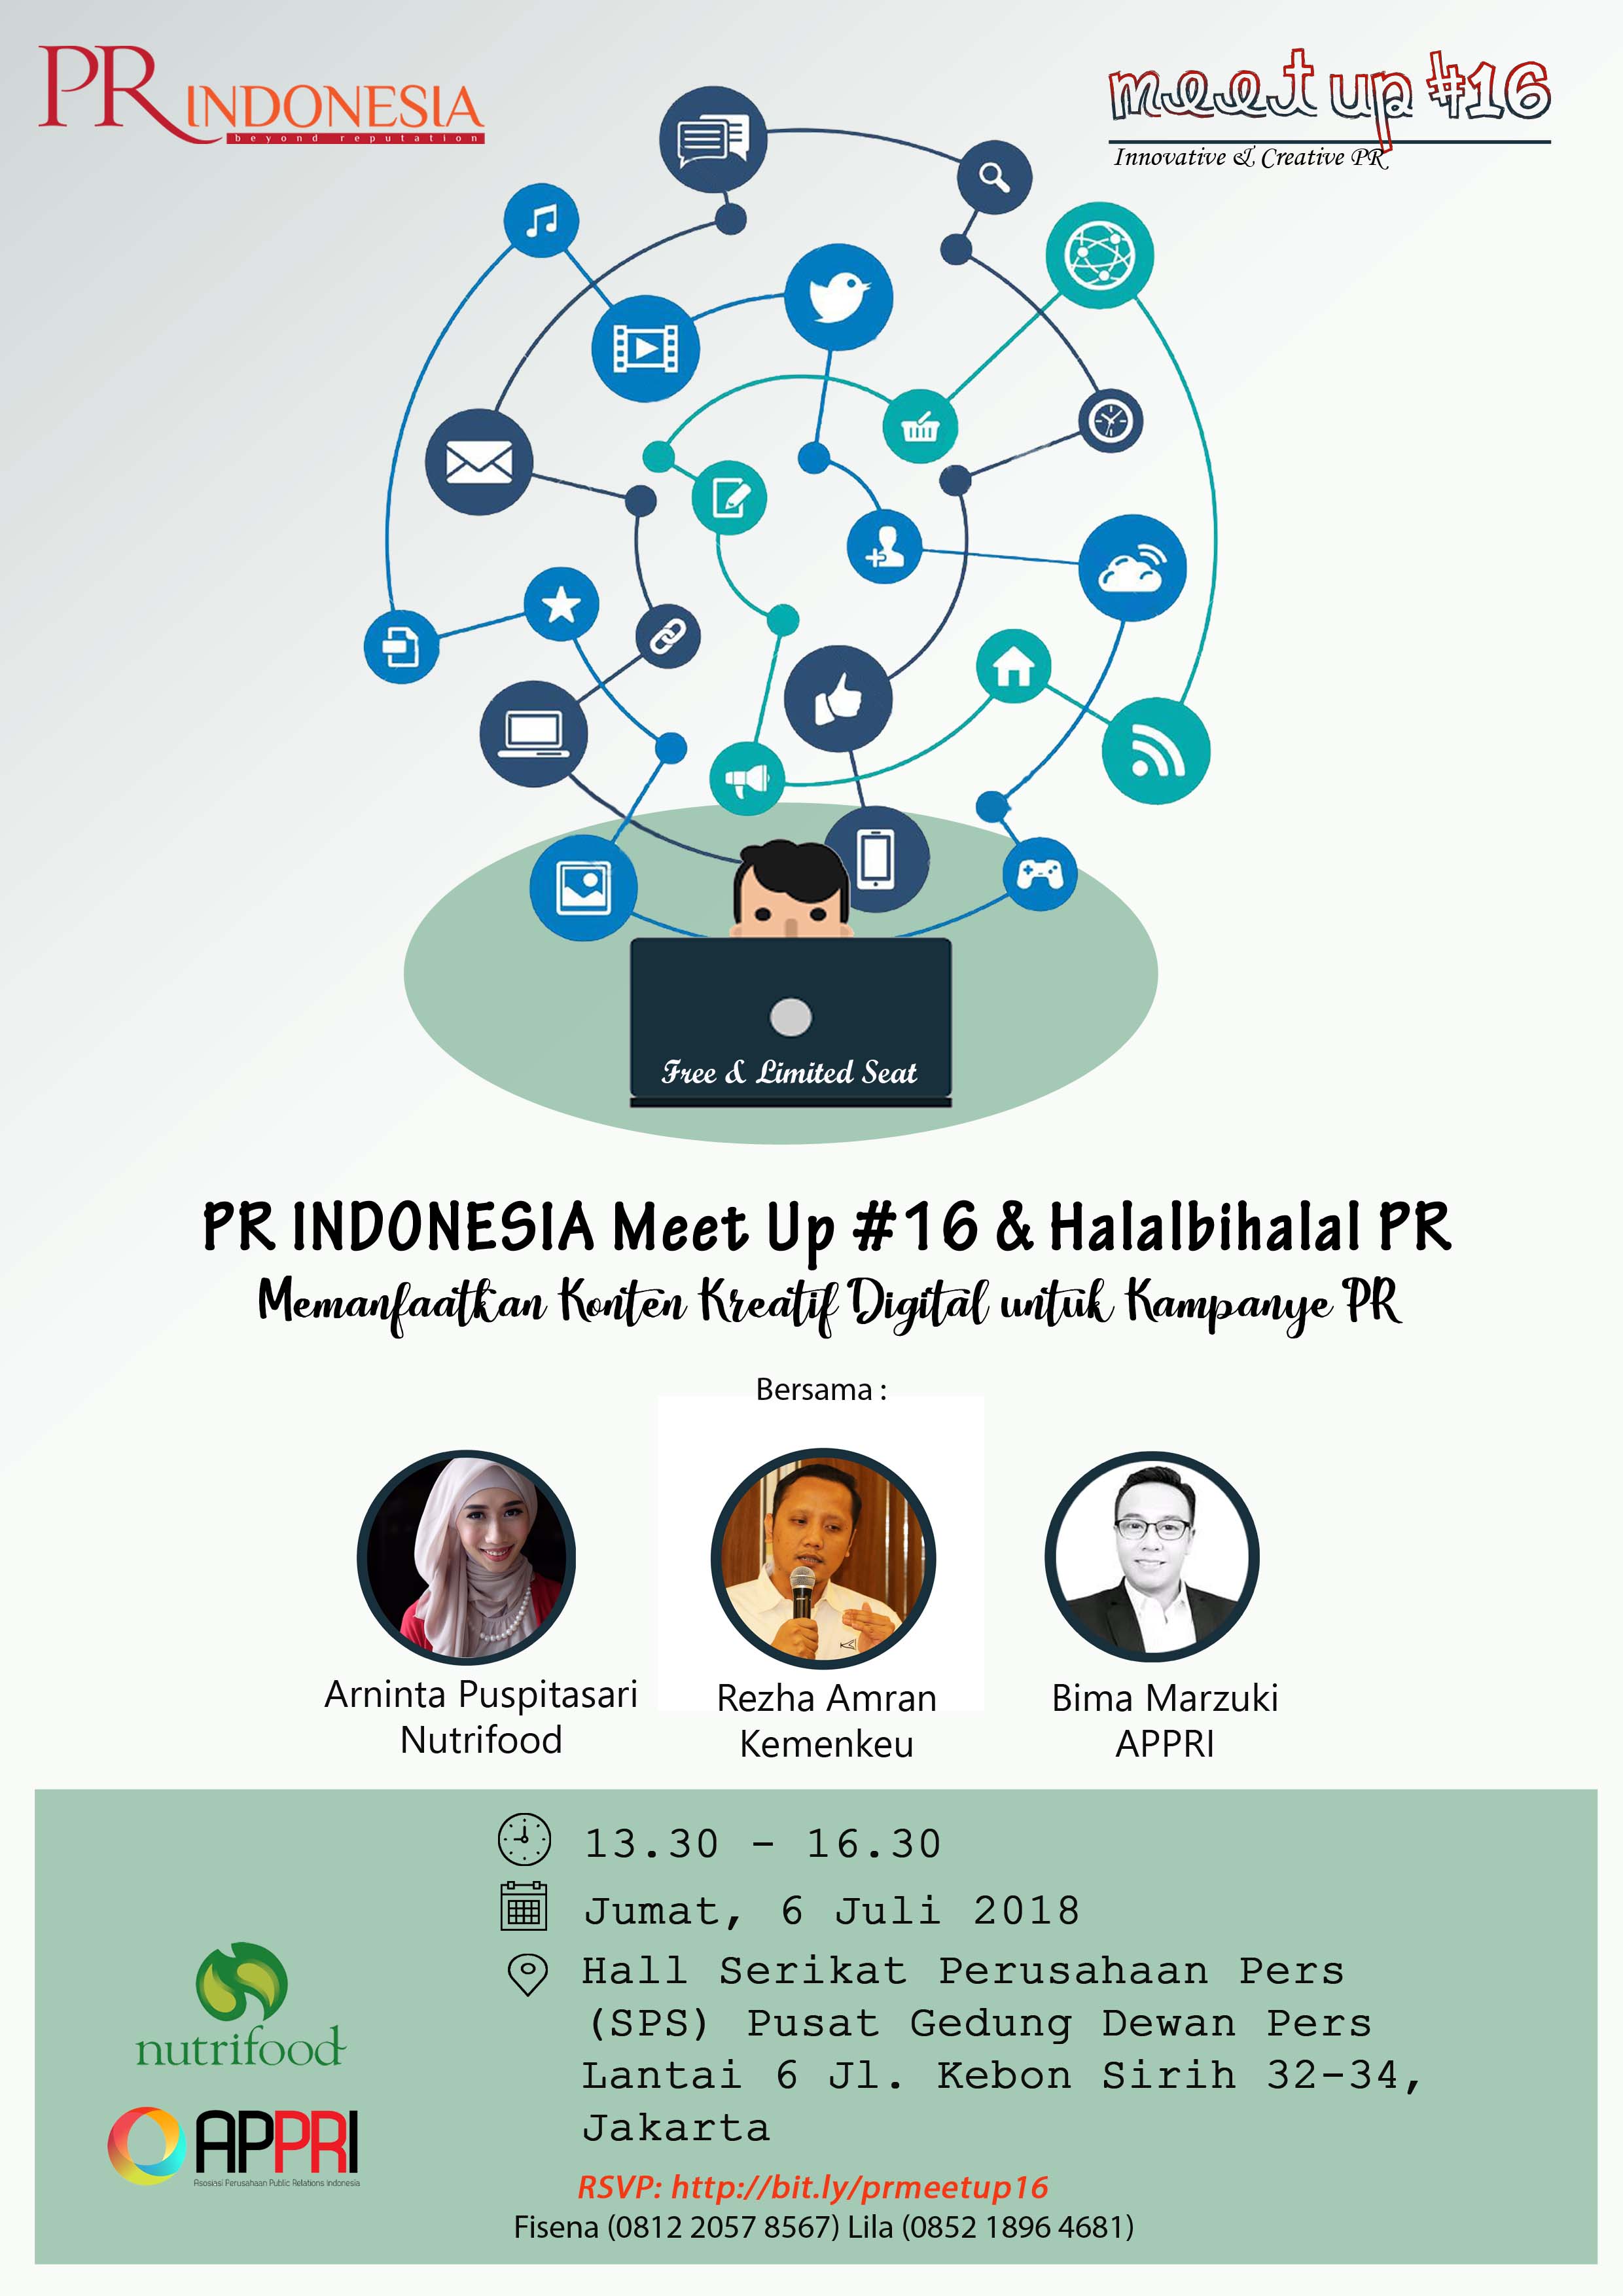 PR INDONESIA
beyond reputation
meet up #16
Innovative & Creative PR
Free & Limited Seat
PR INDONESIA Meet Up #16 & Halalbihalal PR
Memanfaatkan Konten Kreatif Digital untuk Kampanye PR
Bersama :
Arninta Puspitasari
Nutrifood
Rezha Amran
Kemenkeu
Bima Marzuki
APPRI
13.30 - 16.30
Jumat, 6 Juli 2018
Hall Serikat Perusahaan Pers
(SPS) Pusat Gedung Dewan Pers
Lantai 6 Jl. Kebon Sirih 32-34,
Jakarta
RSVP: http://bit.ly/prmeetup16
Fisena (0812 2057 8567) Lila (0852 1896 4681)
nutrifood
APPRI
Asosiasi Perusahaan Public Relations Indonesia